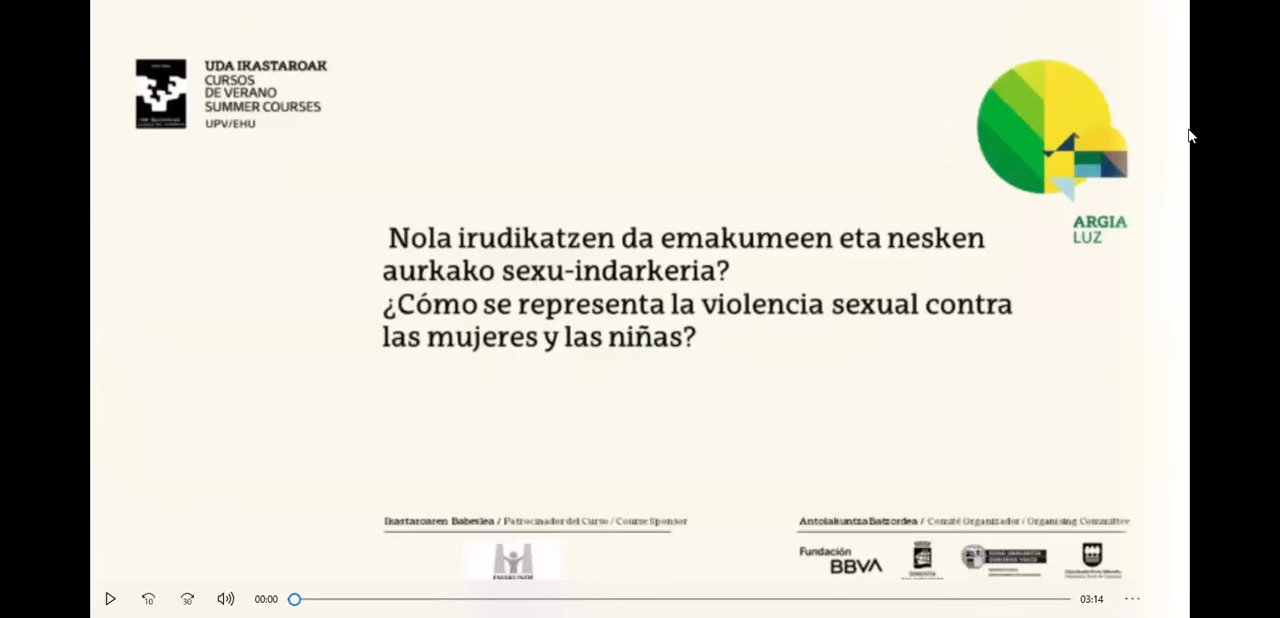 UDA IKASTAROAK
CURSOS
DE VERANO
SUMMER COURSES
UPV/EHU
ARGIA
LUZ
Nola irudikatzen da emakumeen eta nesken
aurkako sexu-indarkeria?
¿Cómo se representa la violencia sexual contra
las mujeres y las niñas?
Ikastaroaren Babeslea / Patrocinador del Curso / Course Sponsor
Antolakuntza Batzordea / Comité Organizador / Organising Committee
Fundación
BBVA
10
30
00:00
03:14